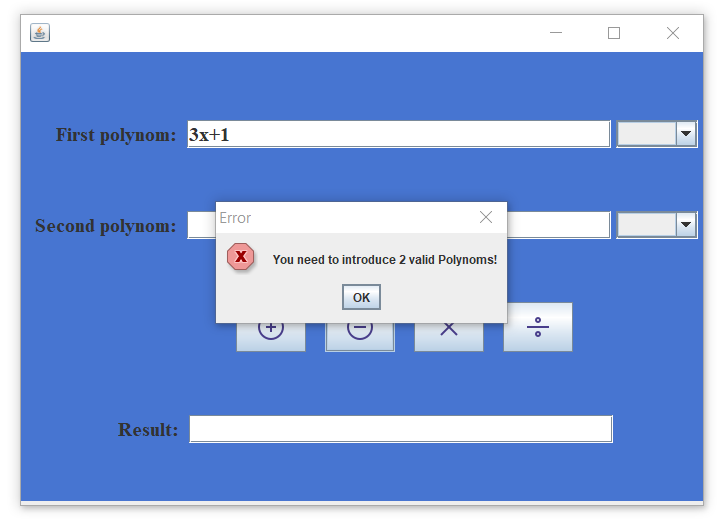 First polynom: 3x+1
Second polynom:
Error
You need to introduce 2 valid Polynoms!
OK
Result: